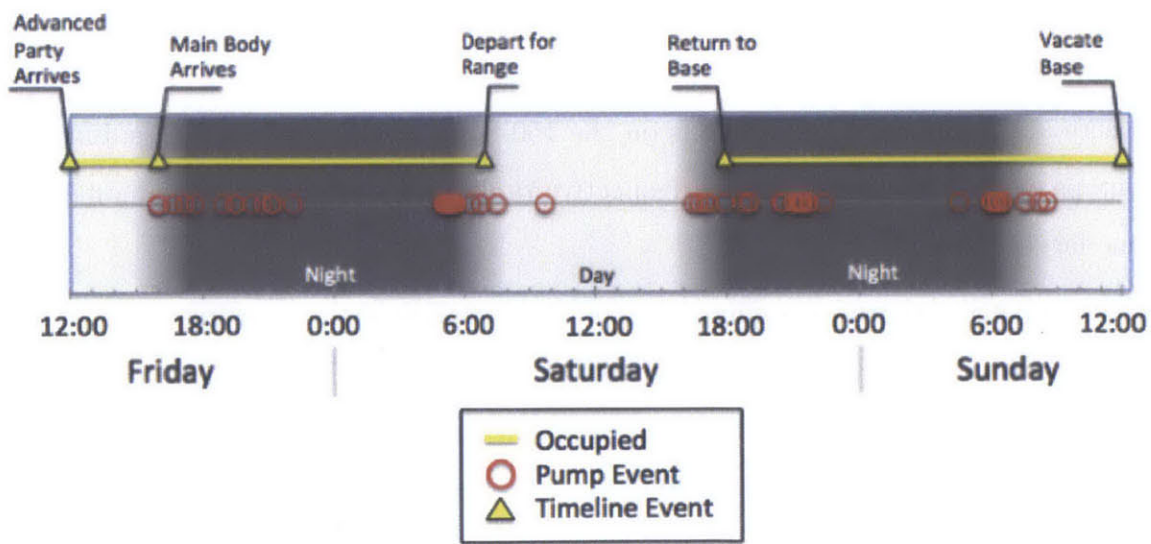 Advanced
Party
Arrives
Main Body
Arrives
Depart for
Range
Return to
Base
Vacate
Base
Night
Day
Night
12:00
18:00
0:00
6:00
12:00
18:00
0:00
6:00
12:00
Friday
Saturday
Sunday
Occupied
Pump Event
Timeline Event